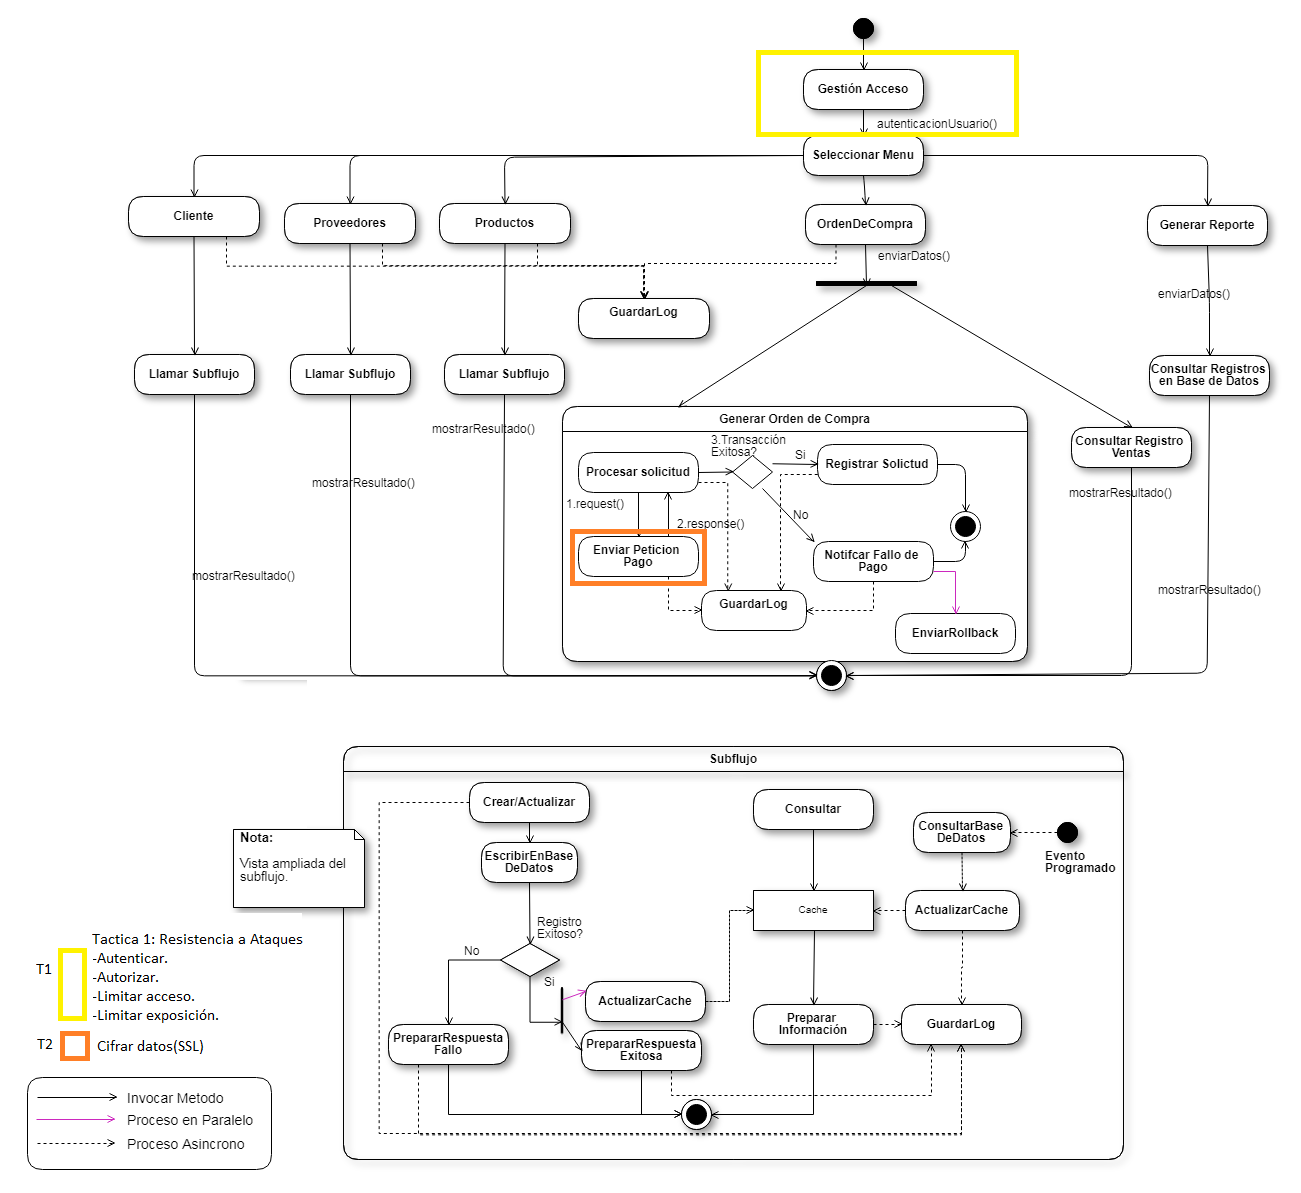 Gestión Acceso
autenticacionUsuario()
Seleccionar Menu
Cliente
Proveedores
Productos
OrdenDeCompra
Generar Reporte
enviarDatos()
enviarDatos()
GuardarLog
Llamar Subflujo
Llamar Subflujo
Llamar Subflujo
Consultar Registros
en Base de Datos
mostrarResultado()
mostrarResultado()
mostrarResultado()
Generar Orden de Compra
3.Transacción
Exitosa?
Si
Procesar solicitud
Registrar Solictud
1.request()
2.response()
No
Enviar Peticion
Pago
Notifcar Fallo de
Pago
GuardarLog
EnviarRollback
Consultar Registro
Ventas
mostrarResultado()
mostrarResultado()
Subflujo
Crear/Actualizar
Consultar
ConsultarBase
DeDatos
Evento
Programado
Nota:
Vista ampliada del
subflujo.
EscribirEnBase
DeDatos
Cache
ActualizarCache
Registro
Exitoso?
No
Si
ActualizarCache
PrepararRespuesta
Fallo
PrepararRespuesta
Exitosa
Preparar
Información
GuardarLog
T1
Tactica 1: Resistencia a Ataques
-Autenticar.
-Autorizar.
-Limitar acceso.
-Limitar exposición.
T2
Cifrar datos(SSL)
Invocar Metodo
Proceso en Paralelo
Proceso Asincrono